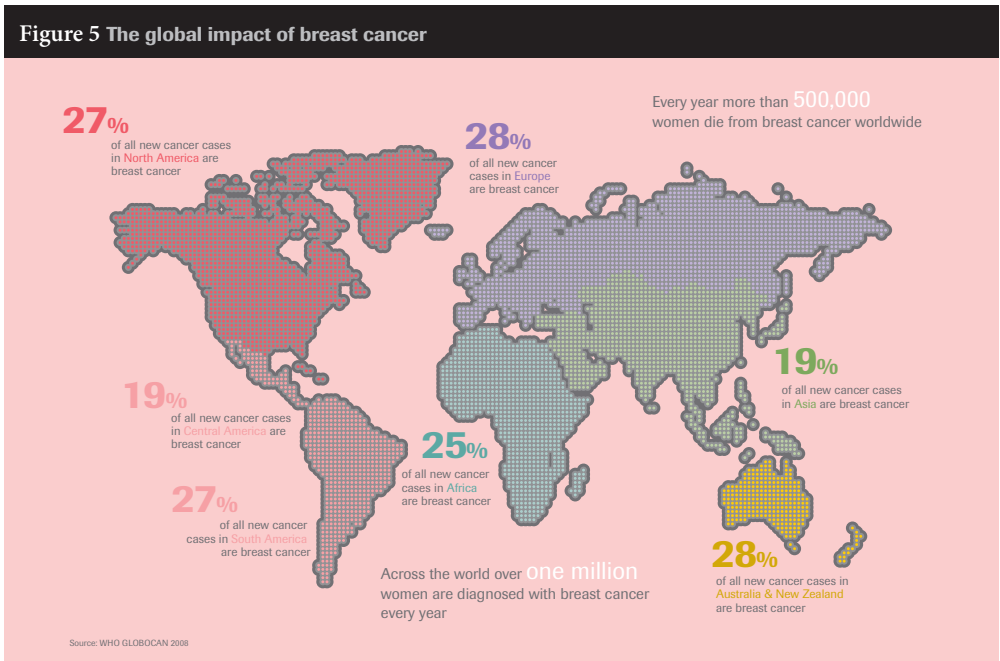 Figure 5 The global impact of breast cancer
27%
of all new cancer cases
in North America are
breast cancer
28%
of all new cancer
cases in Europe
are breast cancer
Every year more than 500,000
women die from breast cancer worldwide
19%
of all new cancer cases
in Asia are breast cancer
19%
of all new cancer cases
in Central America are
breast cancer
25%
of all new cancer
cases in Africa
are breast cancer
27%
of all new cancer
cases in South America
are breast cancer
28%
of all new cancer cases in
Australia & New Zealand
are breast cancer
Across the world over one million
women are diagnosed with breast cancer
every year
Source: WHO GLOBOCAN 2008